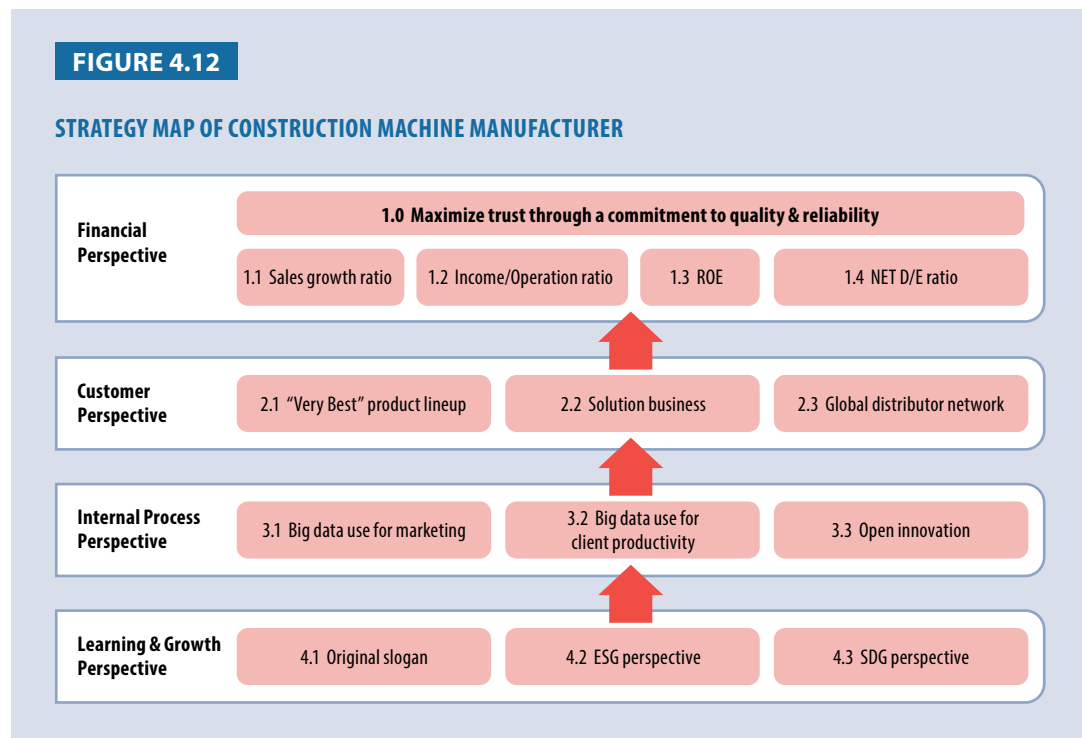 FIGURE 4.12
STRATEGY MAP OF CONSTRUCTION MACHINE MANUFACTURER
Financial
Perspective
1.0 Maximize trust through a commitment to quality & reliability
1.1 Sales growth ratio
1.2 Income/Operation ratio
1.3 ROE
1.4 NET D/E ratio
Customer
Perspective
2.1 “Very Best” product lineup
2.2 Solution business
2.3 Global distributor network
Internal Process
Perspective
3.1 Big data use for marketing
3.2 Big data use for
client productivity
3.3 Open innovation
Learning & Growth
Perspective
4.1 Original slogan
4.2 ESG perspective
4.3 SDG perspective